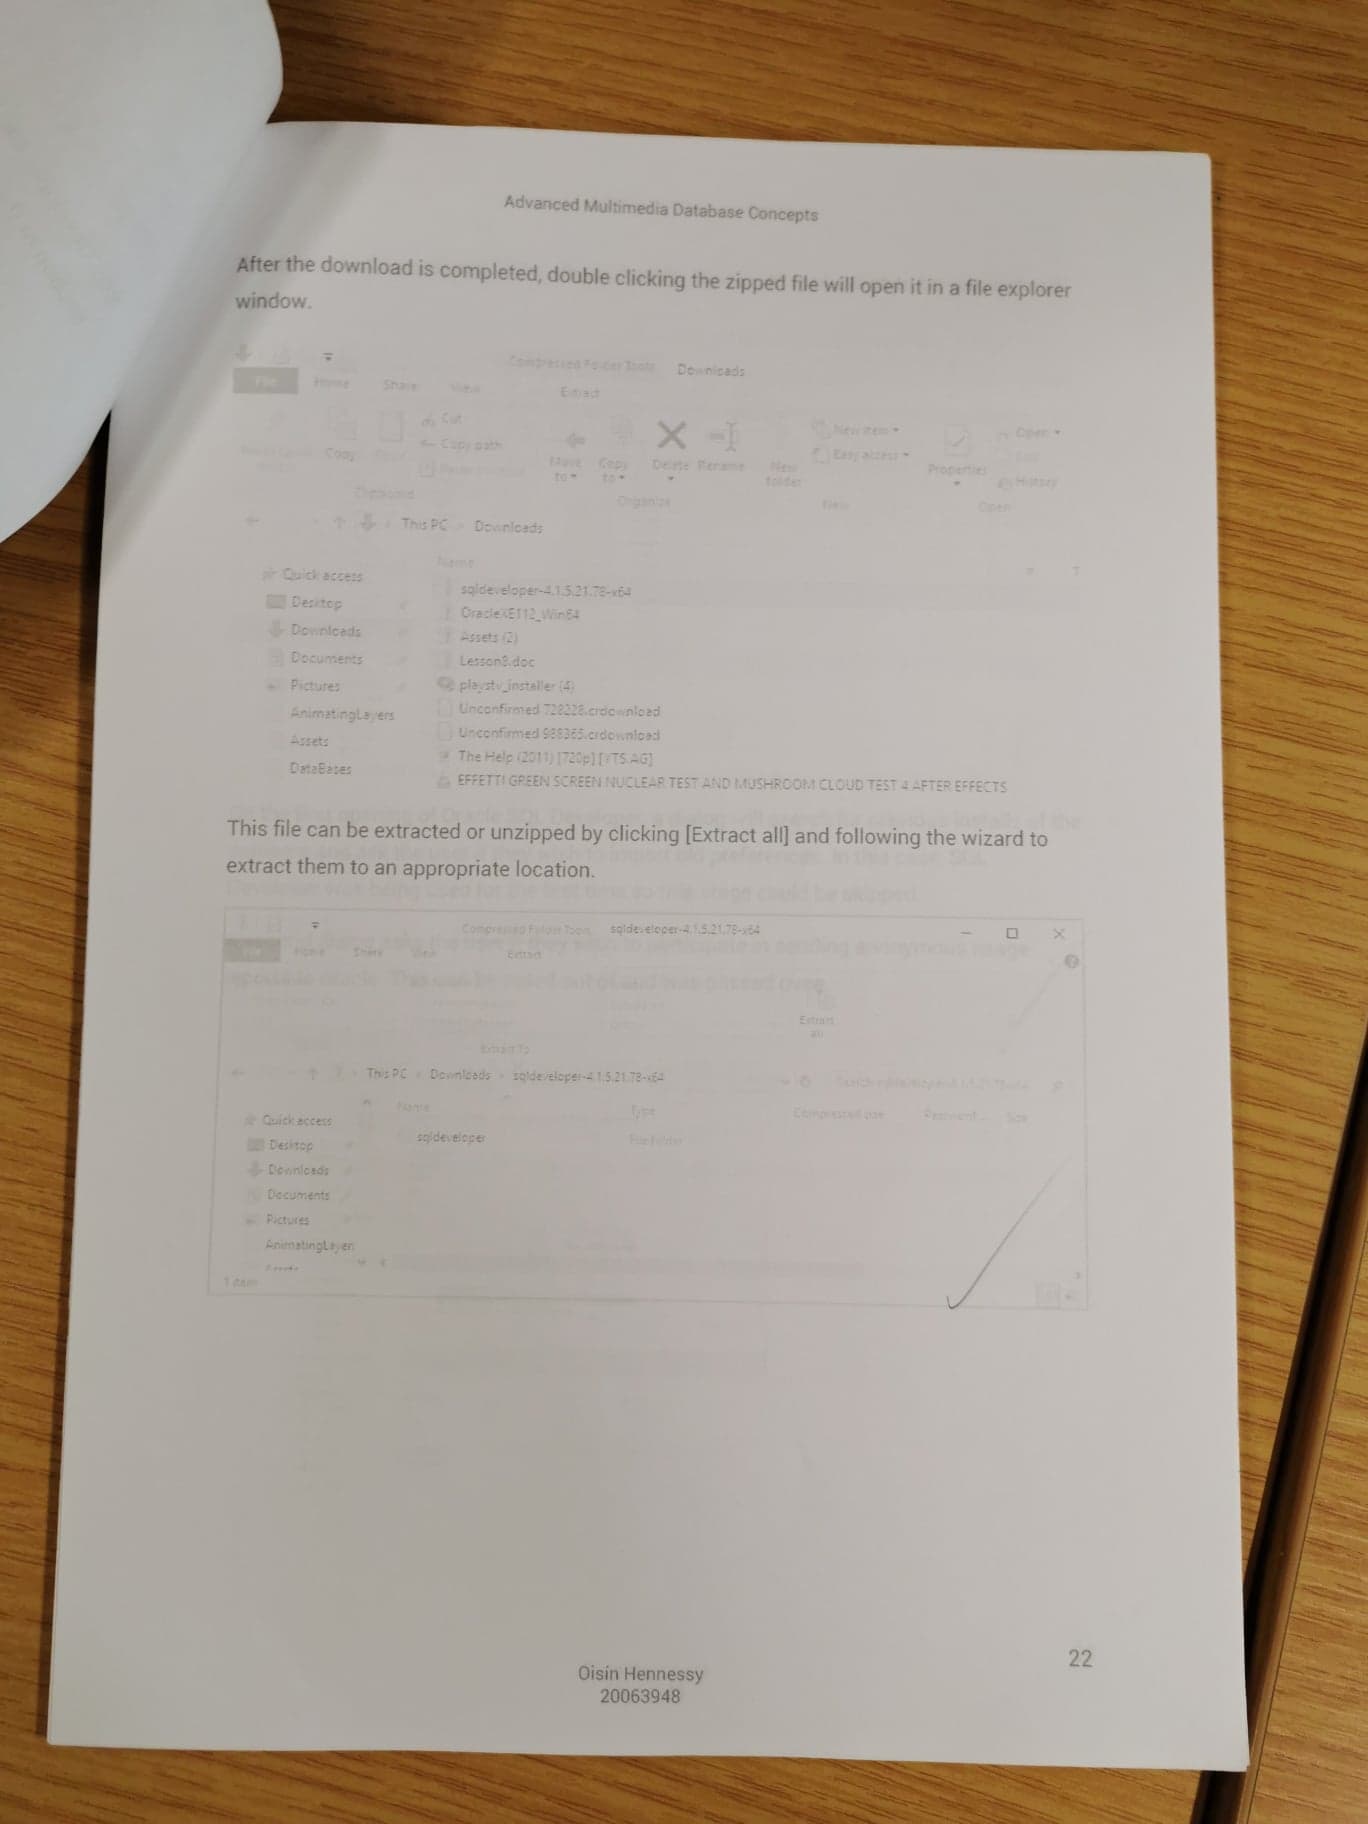 Advanced Multimedia Database Concepts
After the download is completed, double clicking the zipped file will open it in a file explorer
window.
Compressed Folder Tools Downloads
File Home Share View Extract
Cut
Copy path
Copy
Move to Copy to Delete Rename New folder
New item
Easy access
Properties
Open
History
Clipboard Organize New Open
This PC Downloads
Name
Quick access
Desktop
Downloads
Documents
Pictures
AnimatingLayers
Assets
DataBases
sqldeveloper-4.1.5.21.78-x64
OracleXE112_Win64
Assets (2)
Lesson9.doc
playstv_installer (4)
Unconfirmed 728228.crdownload
Unconfirmed 988365.crdownload
The Help (2011) [720p] [YTS.AG]
EFFETTI GREEN SCREEN NUCLEAR TEST AND MUSHROOM CLOUD TEST 4 AFTER EFFECTS
This file can be extracted or unzipped by clicking [Extract all] and following the wizard to
extract them to an appropriate location.
Compressed Folder Tools sqldeveloper-4.1.5.21.78-x64
File Home Share View Extract
Extract all
Extract To
This PC Downloads sqldeveloper-4.1.5.21.78-x64
Name Type Compressed size Password ... Size
sqldeveloper File folder
Quick access
Desktop
Downloads
Documents
Pictures
AnimatingLayer
1 item
22
Oisin Hennessy
20063948